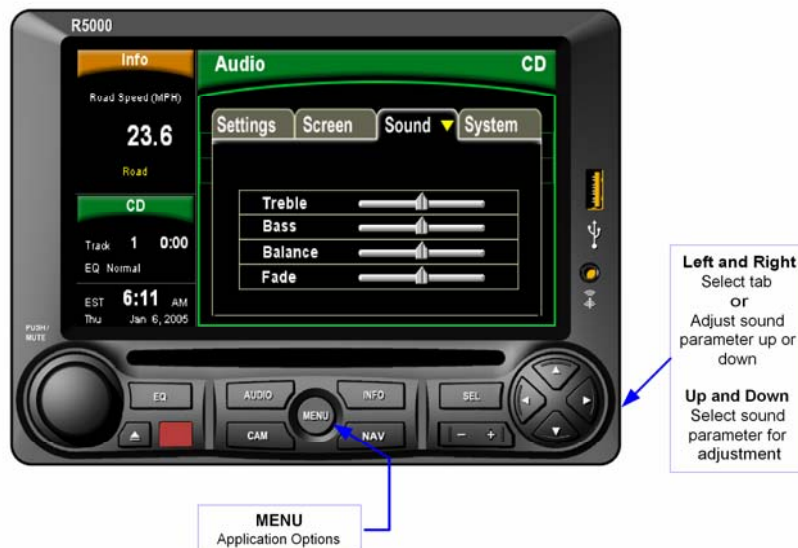 R5000
Info
Road Speed (MPH)
23.6
Road
CD
Track 1 0:00
EQ Normal
EST 6:11 AM
Thu Jan 6, 2005
Audio CD
Settings Screen Sound System
Treble
Bass
Balance
Fade
PUSH/
MUTE
EQ
AUDIO
INFO
MENU
CAM
NAV
SEL
- +
Left and Right
Select tab
or
Adjust sound
parameter up or
down
Up and Down
Select sound
parameter for
adjustment
MENU
Application Options